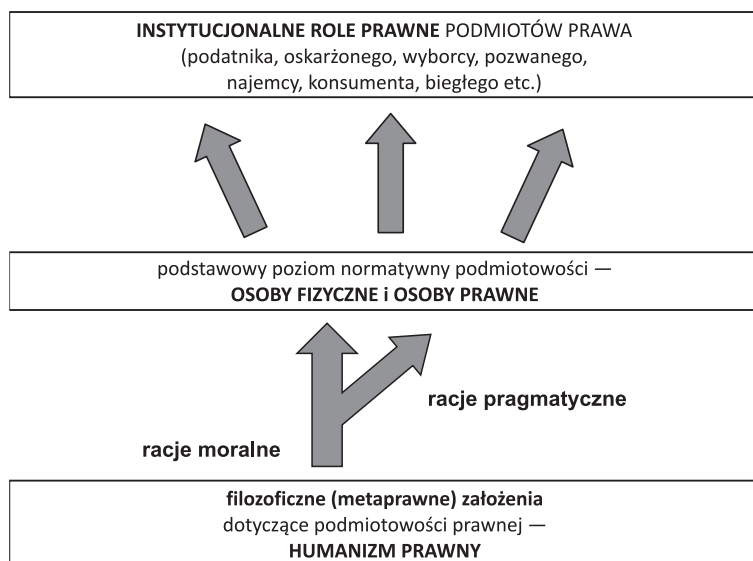 INSTYTUCJONALNE ROLE PRAWNE PODMIOTÓW PRAWA
(podatnika, oskarżonego, wyborcy, pozwanego,
najemcy, konsumenta, biegłego etc.)
podstawowy poziom normatywny podmiotowości —
OSOBY FIZYCZNE i OSOBY PRAWNE
racje pragmatyczne
racje moralne
filozoficzne (metaprawne) założenia
dotyczące podmiotowości prawnej —
HUMANIZM PRAWNY